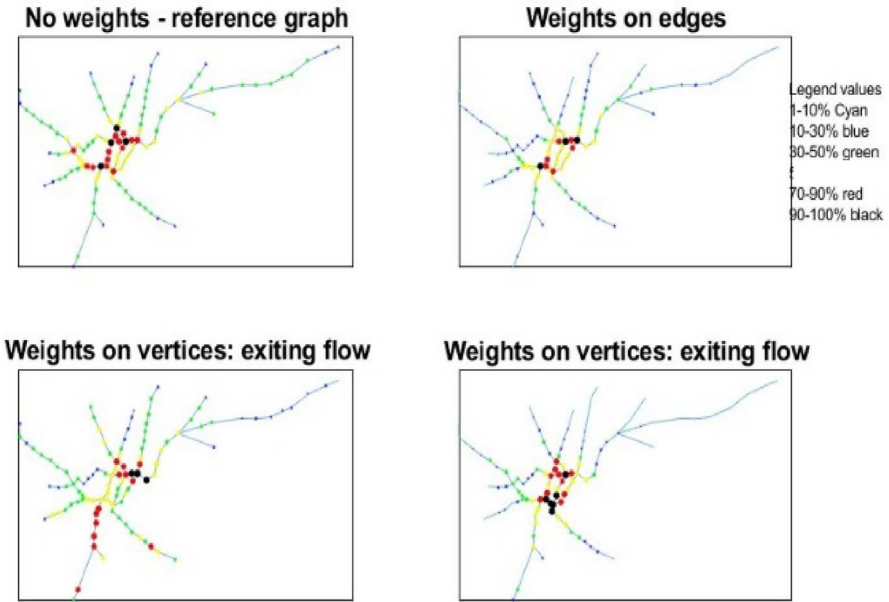 No weights - reference graph
Weights on edges
Legend values
1-10% Cyan
10-30% blue
30-50% green
70-90% red
90-100% black
Weights on vertices: exiting flow
Weights on vertices: exiting flow